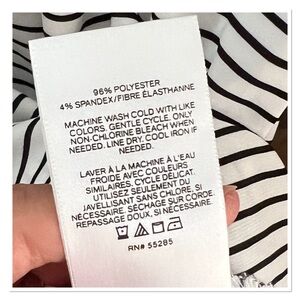 96% POLYESTER
4% SPANDEX/FIBRE ÉLASTHANNE
MACHINE WASH COLD WITH LIKE
COLORS. GENTLE CYCLE. ONLY
NON-CHLORINE BLEACH WHEN
NEEDED. LINE DRY. COOL IRON IF
NEEDED.
LAVER À LA MACHINE À L'EAU
FROIDE AVEC COULEURS
SIMILAIRES. CYCLE DÉLICAT.
UTILISEZ SEULEMENT DU
JAVELLISANT SANS CHLORE, SI
NÉCESSAIRE. SÉCHAGE SUR CORDE.
REPASSAGE DOUX, SI NÉCESSAIRE.
RN# 55285